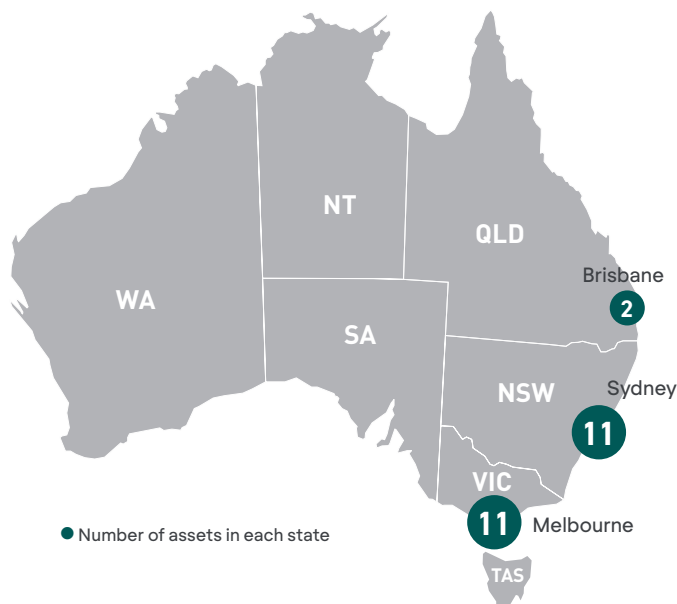 NT
QLD
Brisbane
2
WA
SA
NSW
Sydney
11
VIC
11
Melbourne
Number of assets in each state
TAS